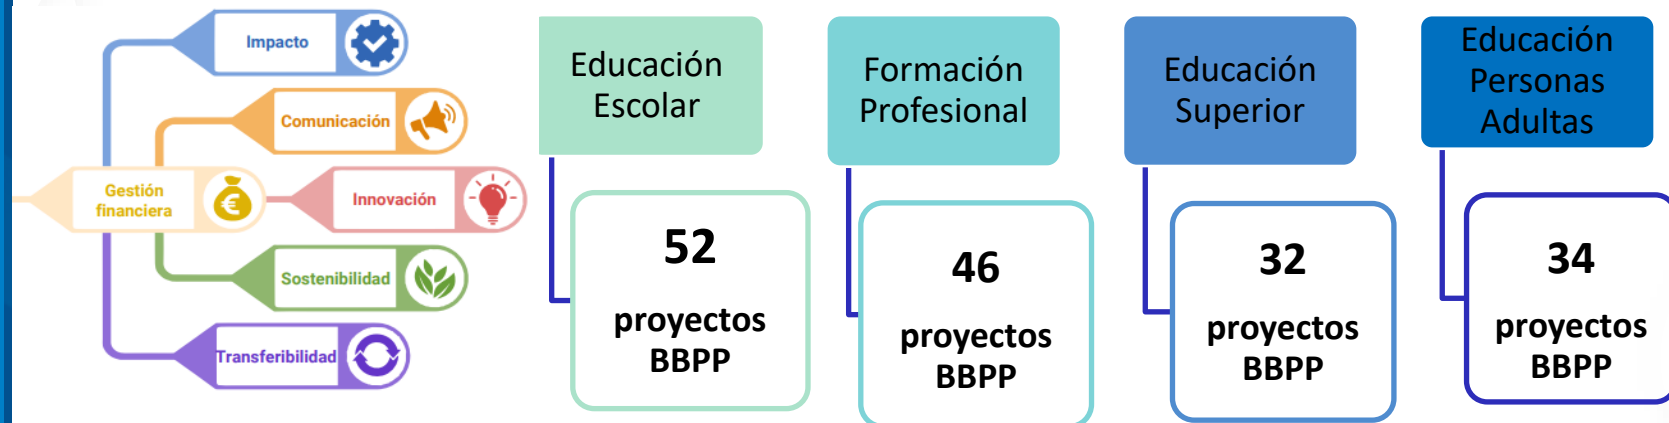 Impacto
Comunicación
Gestión
financiera
Innovación
Sostenibilidad
Transferibilidad
Educación
Escolar
52
proyectos
BBPP
Formación
Profesional
46
proyectos
BBPP
Educación
Superior
32
proyectos
BBPP
Educación
Personas
Adultas
34
proyectos
BBPP